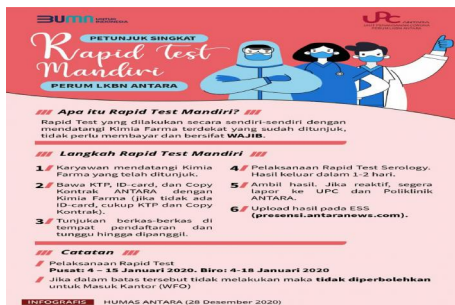 BUMN UNTUK INDONESIA
UPC
PETUNJUK SINGKAT
Rapid Test
Mandiri
PERUM LKBN ANTARA
Apa itu Rapid Test Mandiri?
Rapid Test yang dilakukan secara sendiri-sendiri dengan
mendatangi Kimia Farma terdekat yang sudah ditunjuk,
tidak perlu membayar dan bersifat WAJIB.
Langkah Rapid Test Mandiri
1 Karyawan mendatangi Kimia
Farma yang telah ditunjuk.
2 Bawa KTP, ID-card, dan Copy
Kontrak ANTARA dengan
Kimia Farma (jika tidak ada
ID-card, cukup KTP dan Copy
Kontrak).
3 Tunjukan berkas-berkas di
tempat pendaftaran dan
tunggu hingga dipanggil.
4 Pelaksanaan Rapid Test Serology.
Hasil keluar dalam 1-2 hari.
5 Ambil hasil. Jika reaktif, segera
lapor ke UPC dan Poliklinik
ANTARA.
6 Upload hasil pada ESS
(presensi.antaranews.com).
Catatan
Pelaksanaan Rapid Test
Pusat: 4 – 15 Januari 2020. Biro: 4-18 Januari 2020
Jika dalam batas tersebut tidak melakukan maka tidak diperbolehkan
untuk Masuk Kantor (WFO)
INFOGRAFIS HUMAS ANTARA (28 Desember 2020)